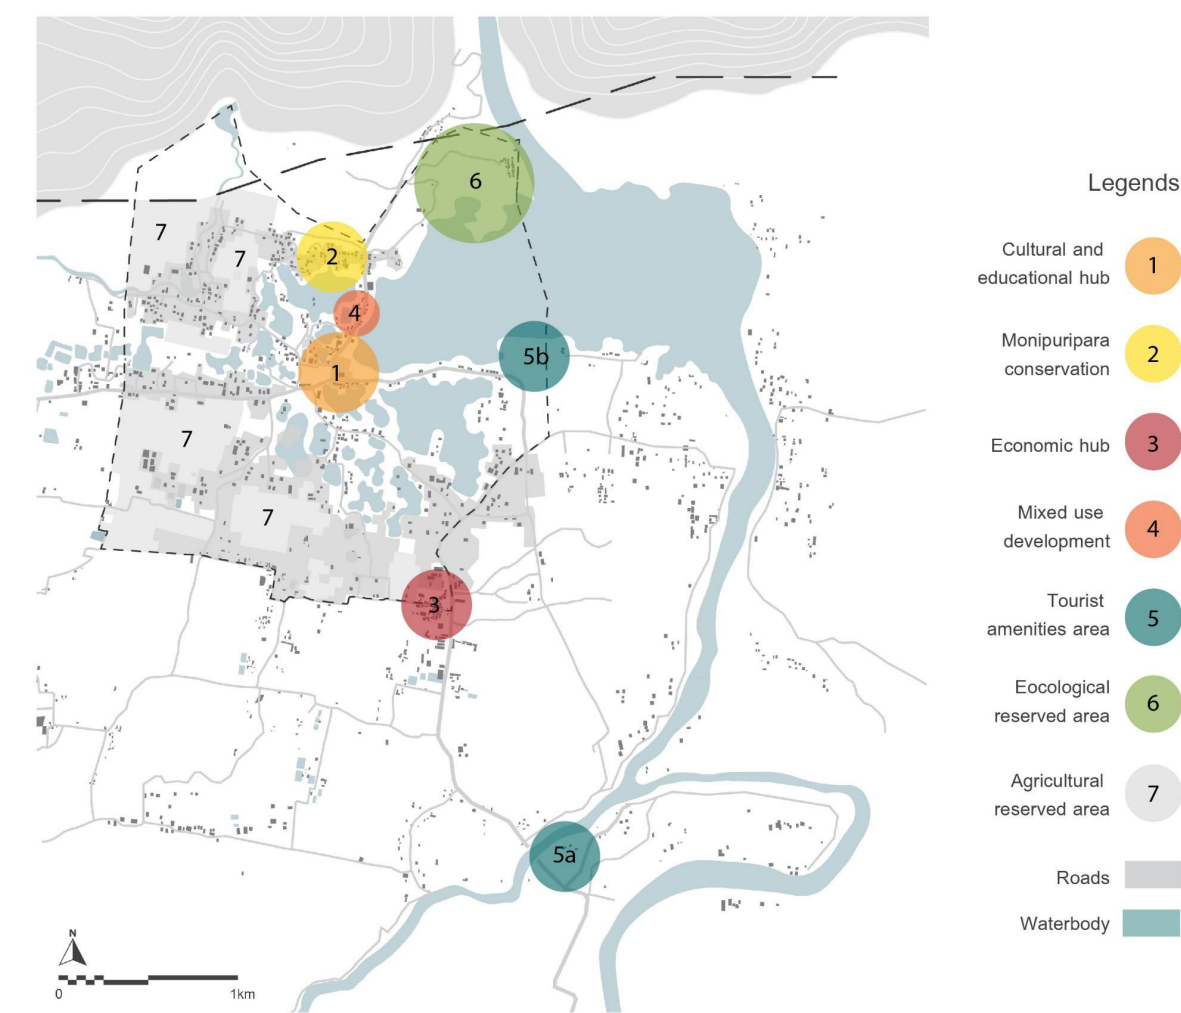 6
7
7
2
4
5b
1
7
7
3
5a
N
0 1km
Legends
Cultural and
educational hub
1
Monipuripara
conservation
2
Economic hub
3
Mixed use
development
4
Tourist
amenities area
5
Eocological
reserved area
6
Agricultural
reserved area
7
Roads
Waterbody